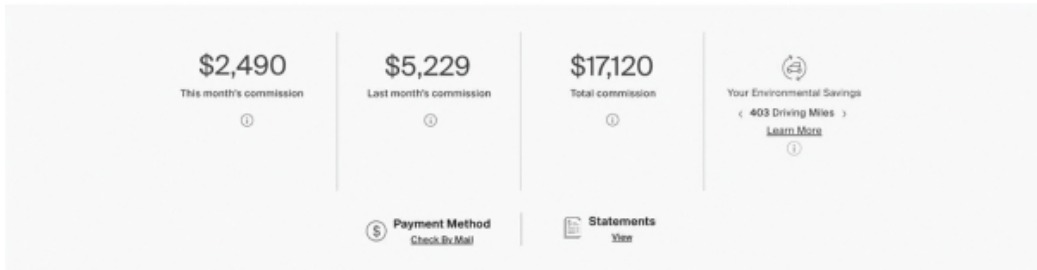 $2,490
This month's commission
$5,229
Last month's commission
$17,120
Total commission
Your Environmental Savings
‹ 403 Driving Miles ›
Learn More
Payment Method
Check By Mail
Statements
View